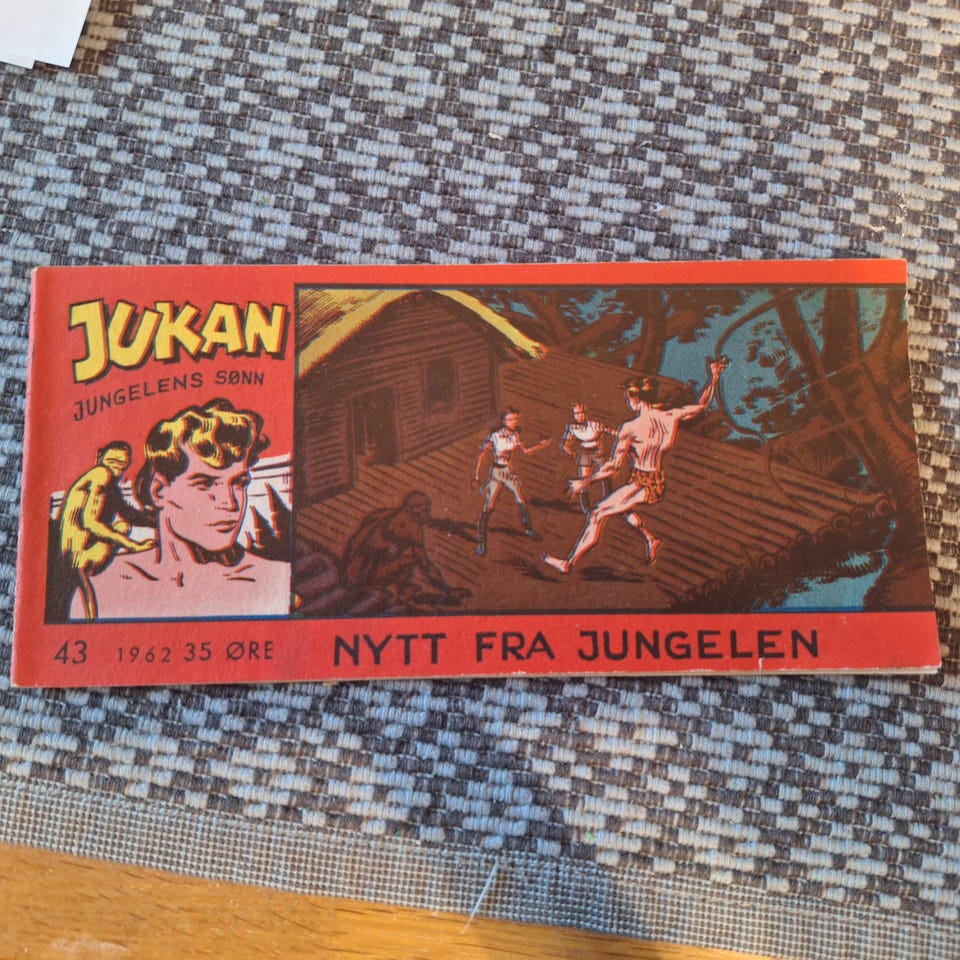 JUKAN
JUNGELENS SØNN
43 1962 35 ØRE
NYTT FRA JUNGELEN